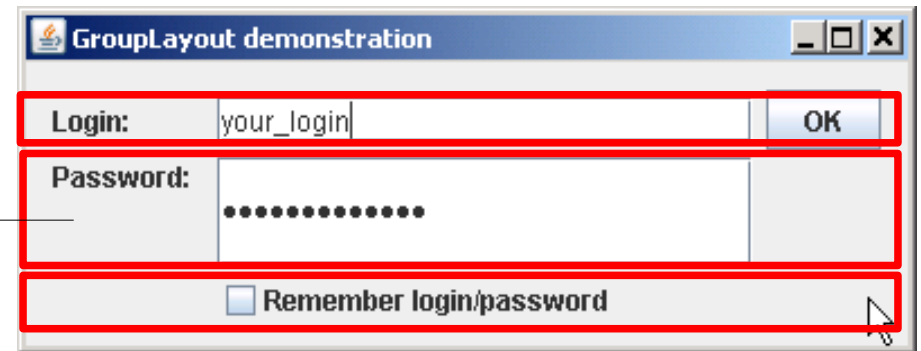 GroupLayout demonstration
Login: your_login OK
Password: •••••••••••••
Remember login/password